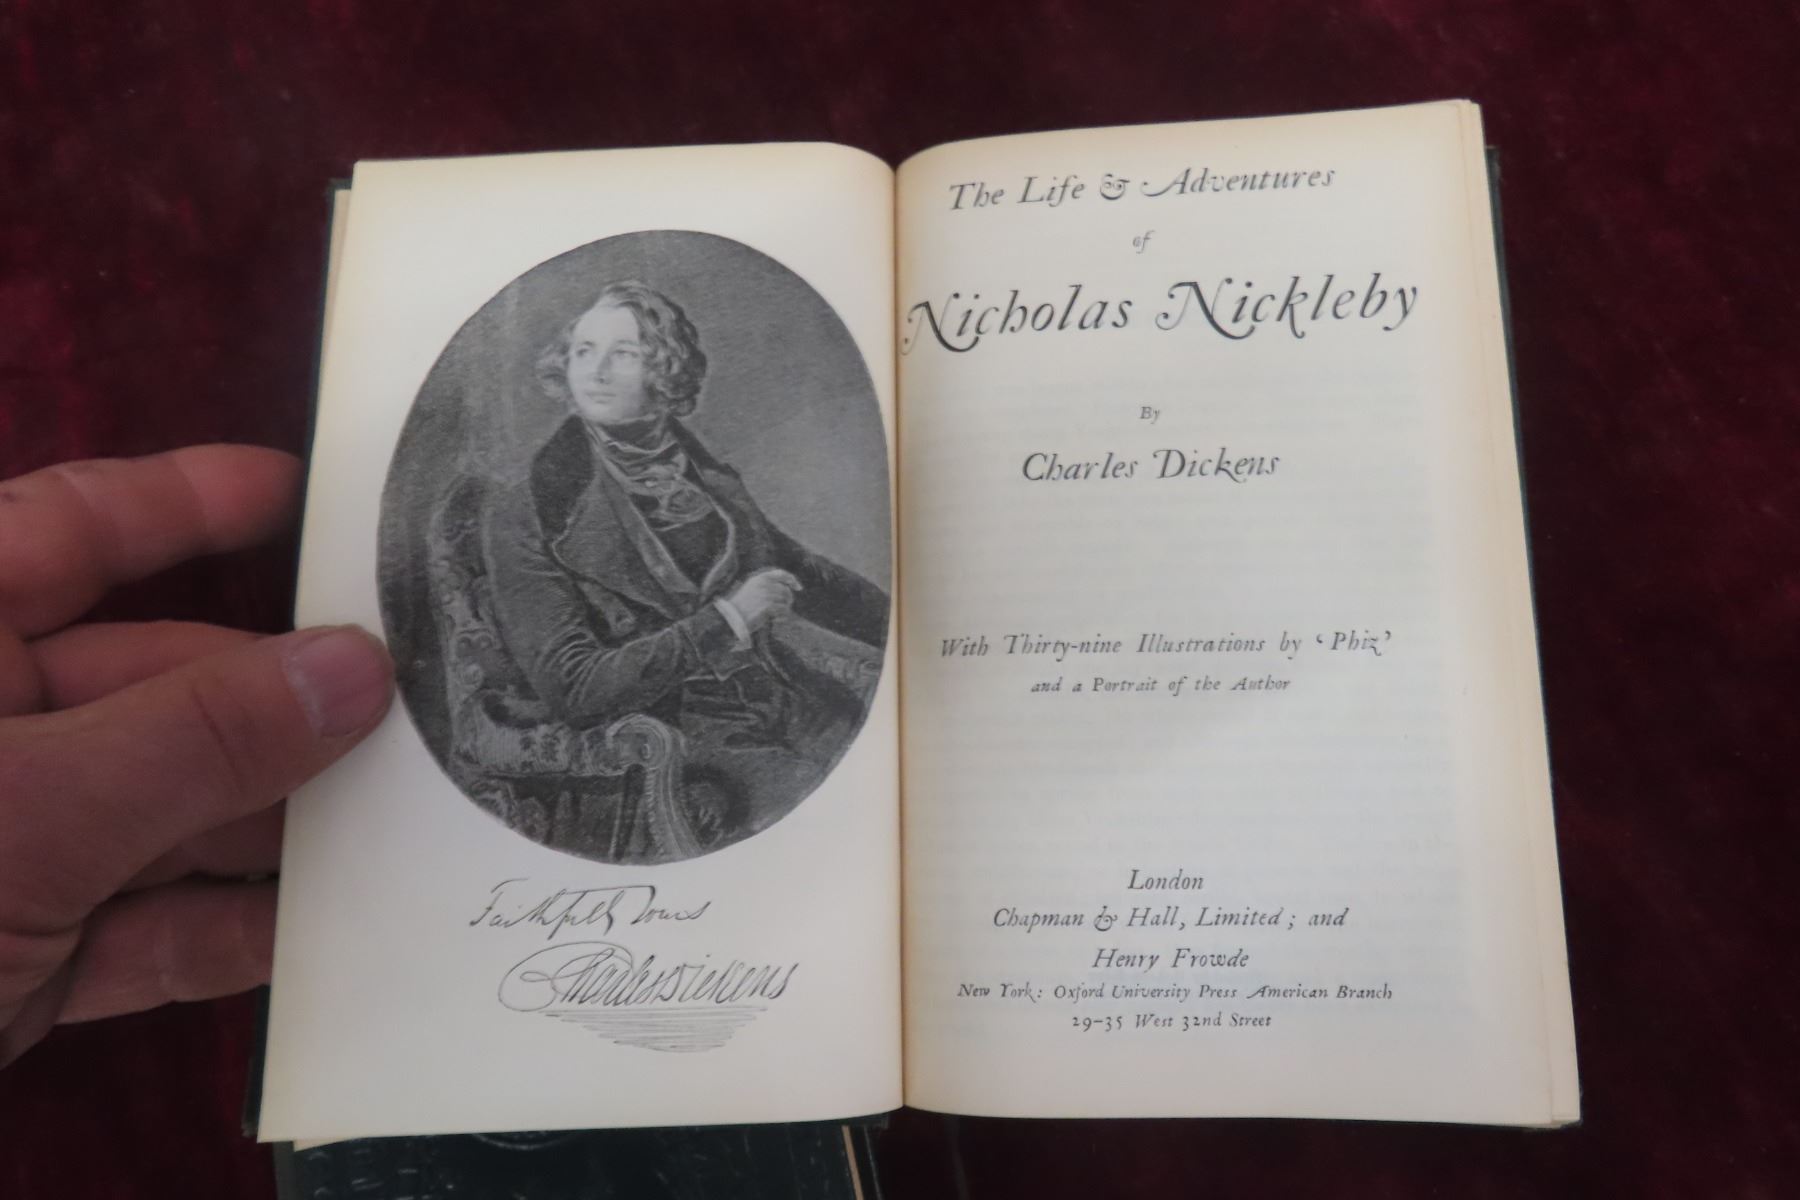 Faithfully Yours
Charles Dickens
The Life & Adventures
of
Nicholas Nickleby
By
Charles Dickens
With Thirty-nine Illustrations by ‘Phiz’
and a Portrait of the Author
London
Chapman & Hall, Limited; and
Henry Frowde
New York: Oxford University Press American Branch
29–35 West 32nd Street